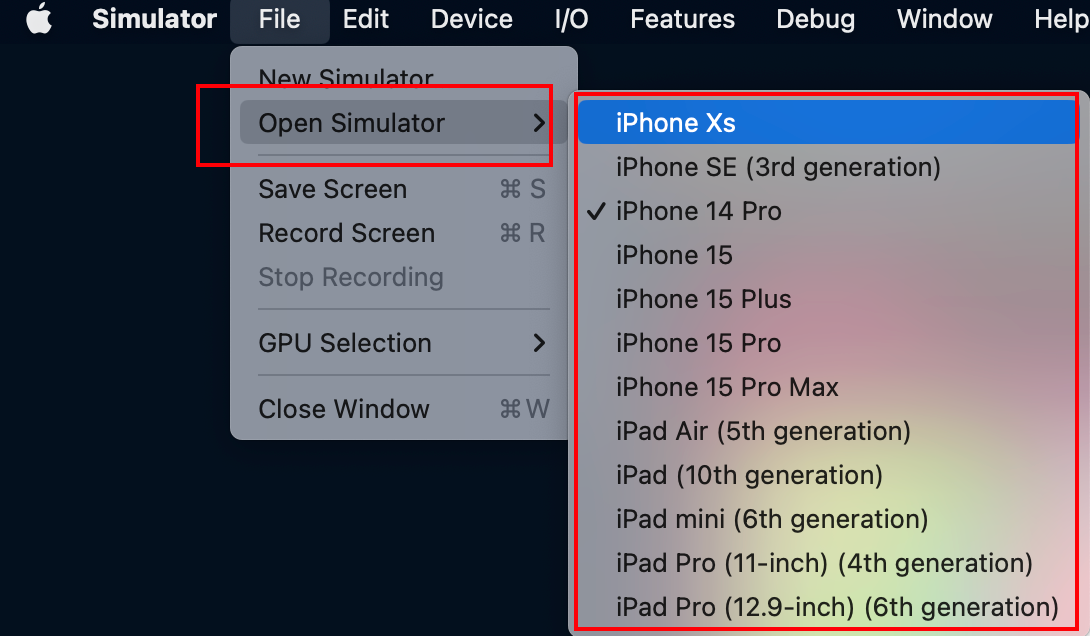 Simulator File Edit Device I/O Features Debug Window Help
New Simulator
Open Simulator
Save Screen ⌘ S
Record Screen ⌘ R
Stop Recording
GPU Selection
Close Window ⌘ W
iPhone Xs
iPhone SE (3rd generation)
✓ iPhone 14 Pro
iPhone 15
iPhone 15 Plus
iPhone 15 Pro
iPhone 15 Pro Max
iPad Air (5th generation)
iPad (10th generation)
iPad mini (6th generation)
iPad Pro (11-inch) (4th generation)
iPad Pro (12.9-inch) (6th generation)